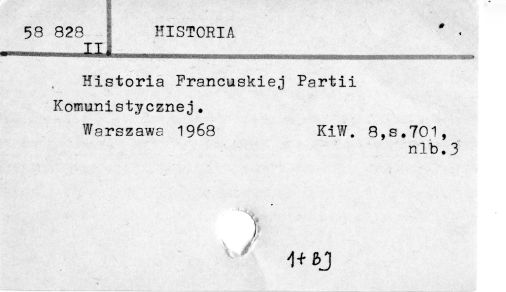 58 828 HISTORIA
II
Historia Francuskiej Partii
Komunistycznej.
Warszawa 1968 KiW. 8,s.701,
nlb.3
1+BJ